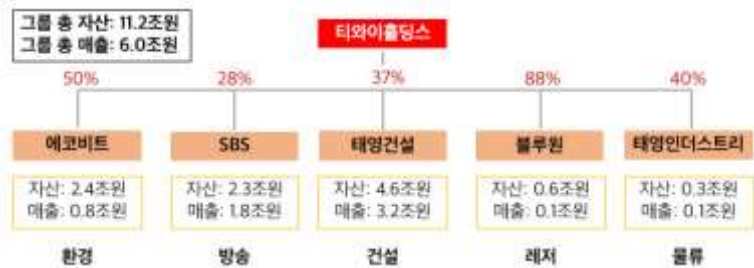 그룹 총 자산: 11.2조원
그룹 총 매출: 6.0조원
티와이홀딩스
50% 28% 37% 88% 40%
에코비트 SBS 태영건설 블루원 태영인더스트리
자산: 2.4조원 자산: 2.3조원 자산: 4.6조원 자산: 0.6조원 자산: 0.3조원
매출: 0.8조원 매출: 1.8조원 매출: 3.2조원 매출: 0.1조원 매출: 0.1조원
환경 방송 건설 레저 물류